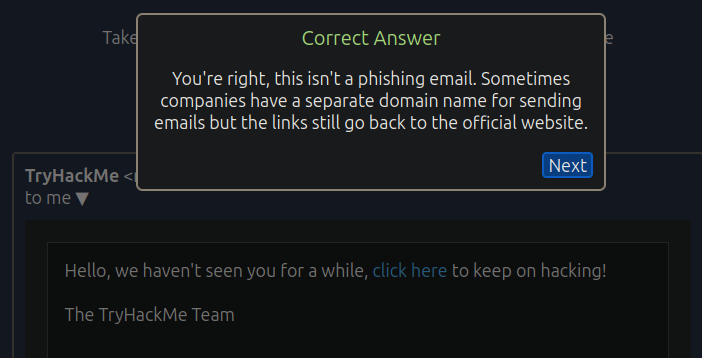 Take
e
Correct Answer
You're right, this isn't a phishing email. Sometimes
companies have a separate domain name for sending
emails but the links still go back to the official website.
Next
TryHackMe <
to me ▼
Hello, we haven't seen you for a while, click here to keep on hacking!
The TryHackMe Team